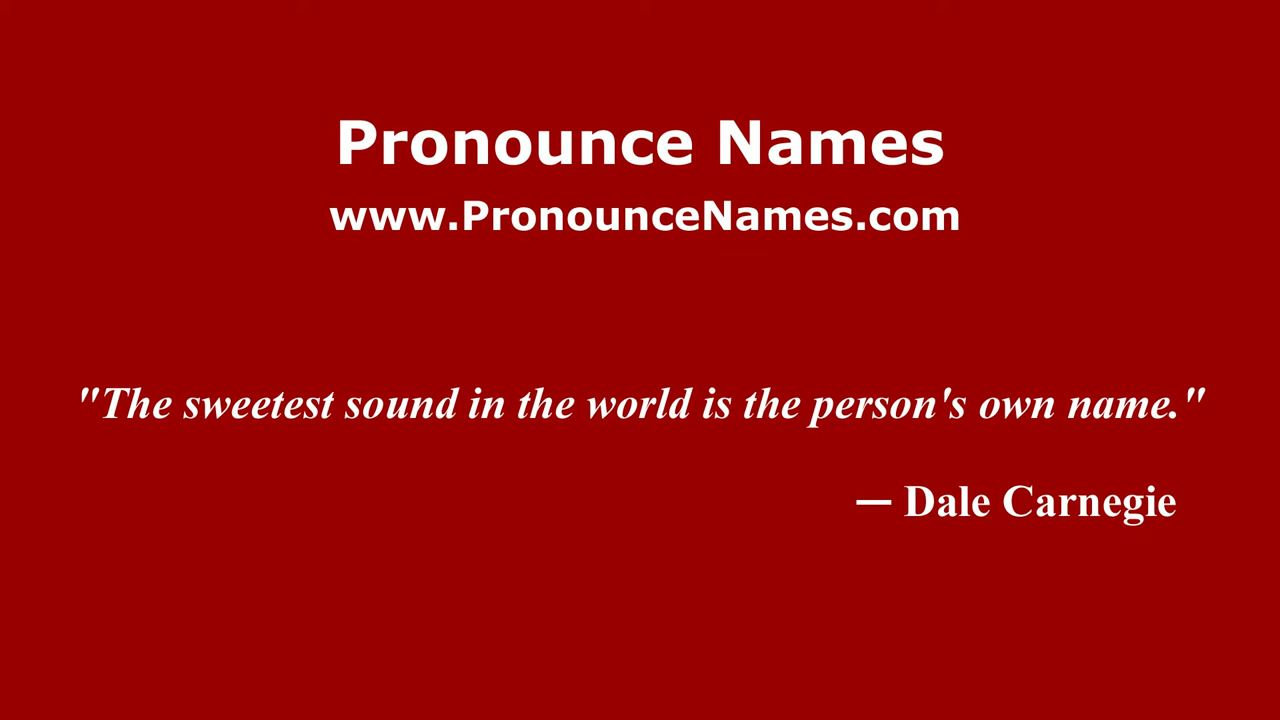 Pronounce Names
www.PronounceNames.com
"The sweetest sound in the world is the person's own name."
— Dale Carnegie